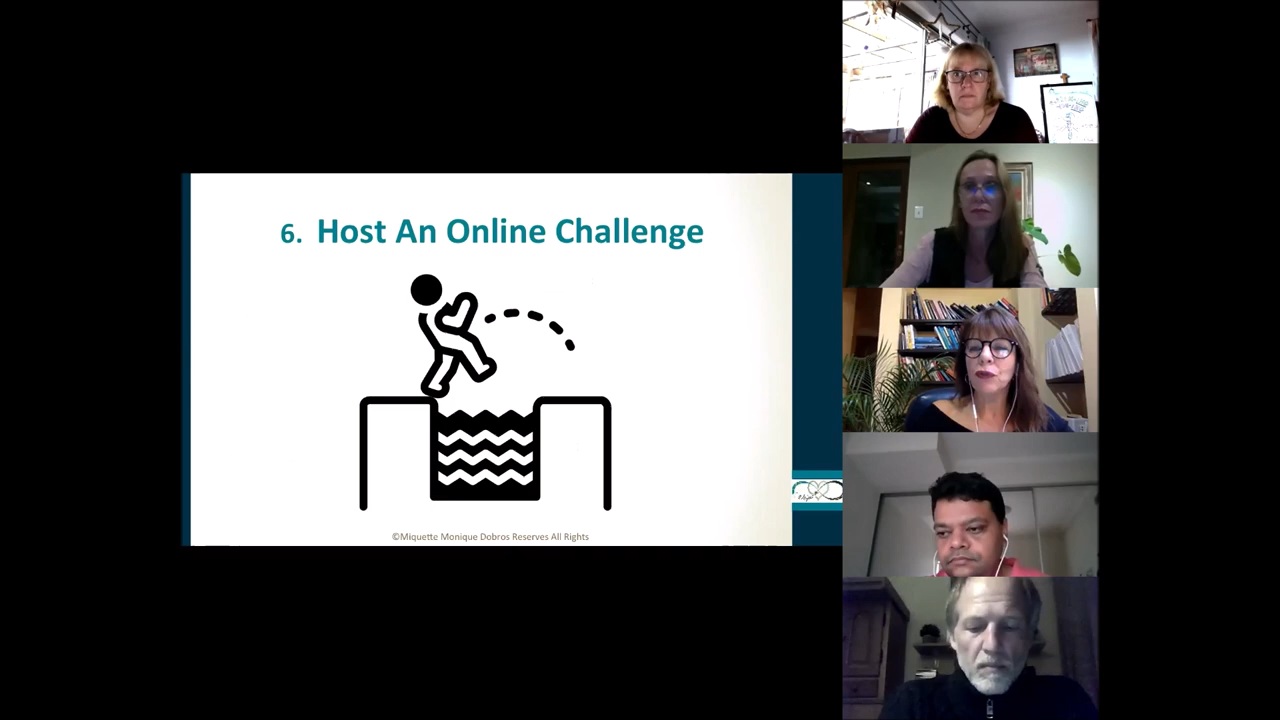 6. Host An Online Challenge
©Miquette Monique Dobros Reserves All Rights